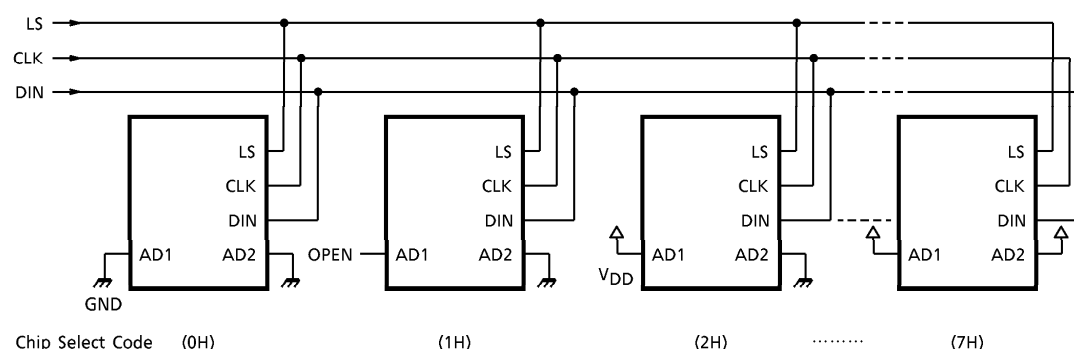 LS
CLK
DIN
LS
LS
LS
LS
CLK
CLK
CLK
CLK
DIN
DIN
DIN
DIN
AD1 AD2
OPEN AD1 AD2
AD1 AD2
AD1 AD2
GND
VDD
Chip Select Code (0H) (1H) (2H) ········· (7H)